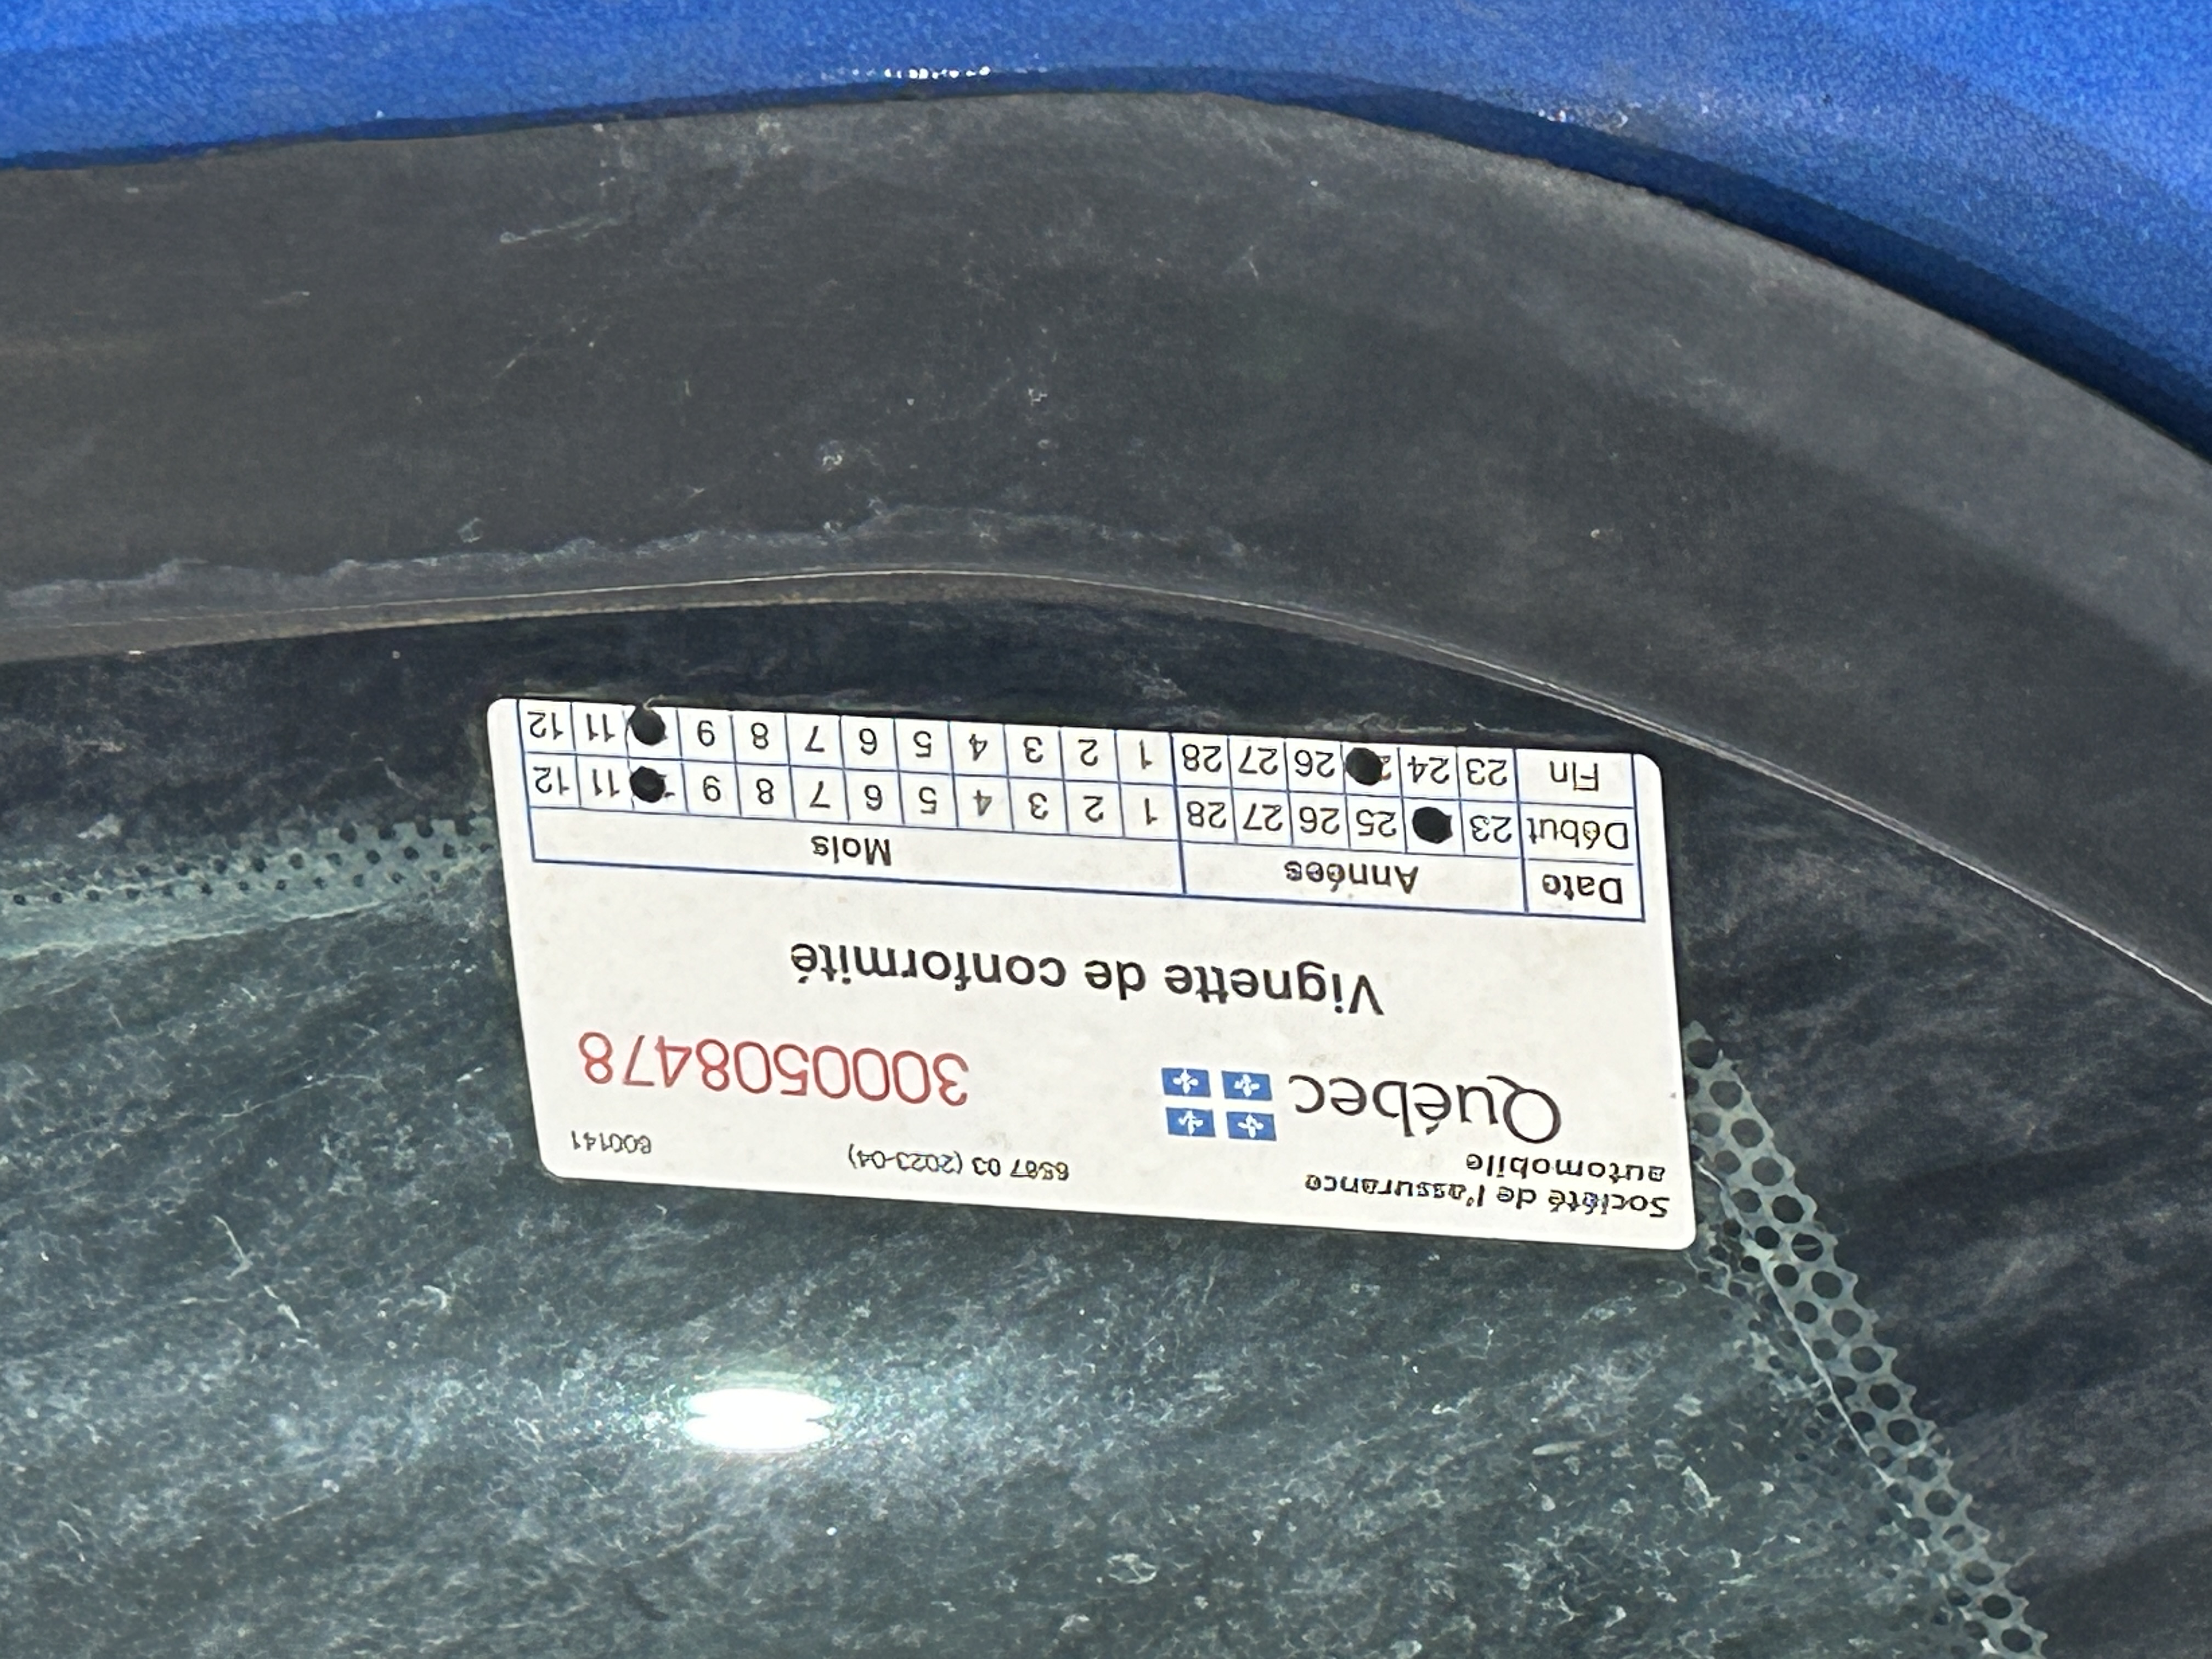 Société de l'assurance
automobile
Québec
6587 03 (2023-04)
600141
3000508478
Vignette de conformité
Date Années Mois
Début 23 25 26 27 28 1 2 3 4 5 6 7 8 9 11 12
Fin 23 24 26 27 28 1 2 3 4 5 6 7 8 9 11 12